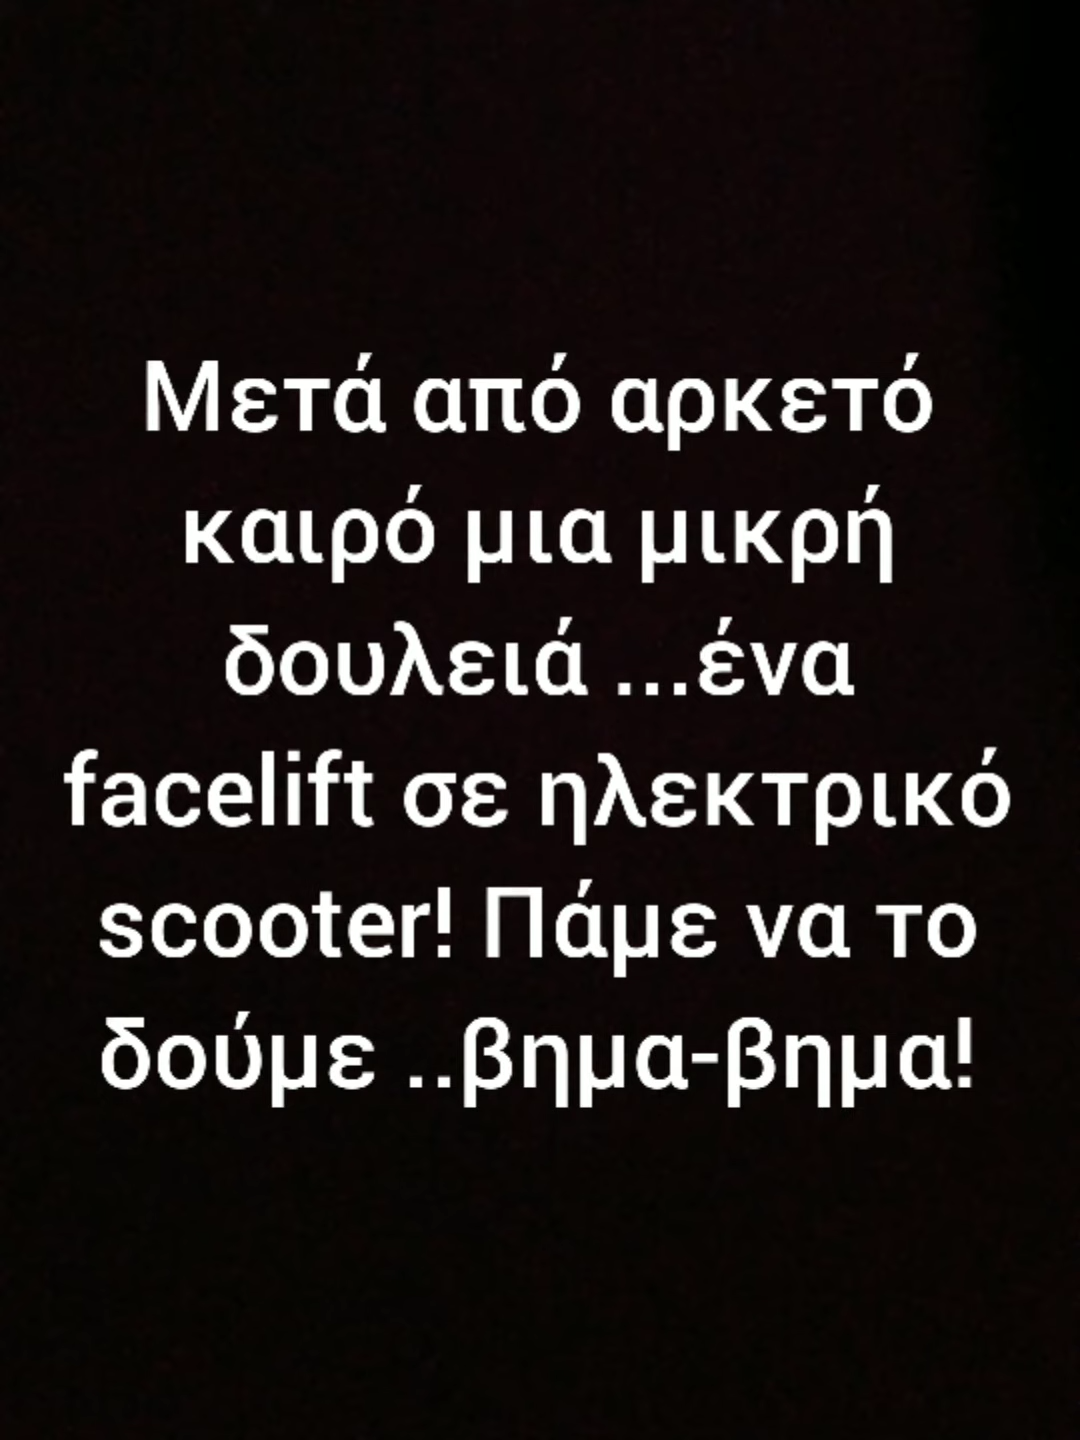 Μετά από αρκετό
καιρό μια μικρή
δουλειά ...ένα
facelift σε ηλεκτρικό
scooter! Πάμε να το
δούμε ..βημα-βημα!